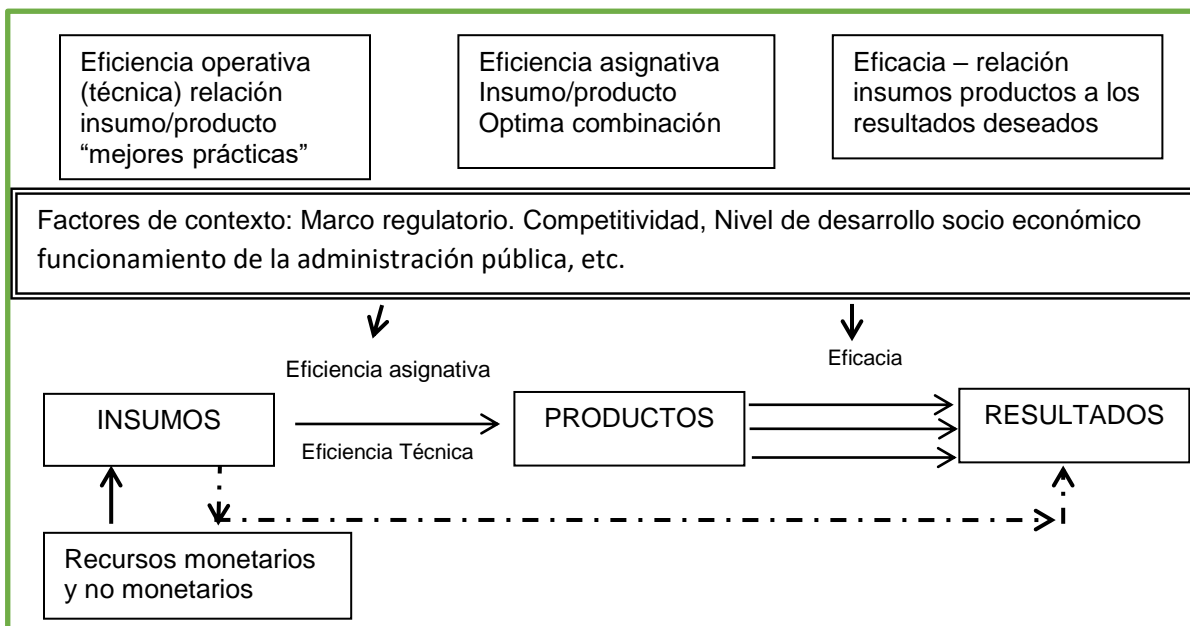 Eficiencia operativa
(técnica) relación
insumo/producto
“mejores prácticas”
Eficiencia asignativa
Insumo/producto
Optima combinación
Eficacia – relación
insumos productos a los
resultados deseados
Factores de contexto: Marco regulatorio. Competitividad, Nivel de desarrollo socio económico
funcionamiento de la administración pública, etc.
Eficiencia asignativa
Eficacia
INSUMOS
PRODUCTOS
RESULTADOS
Eficiencia Técnica
Recursos monetarios
y no monetarios